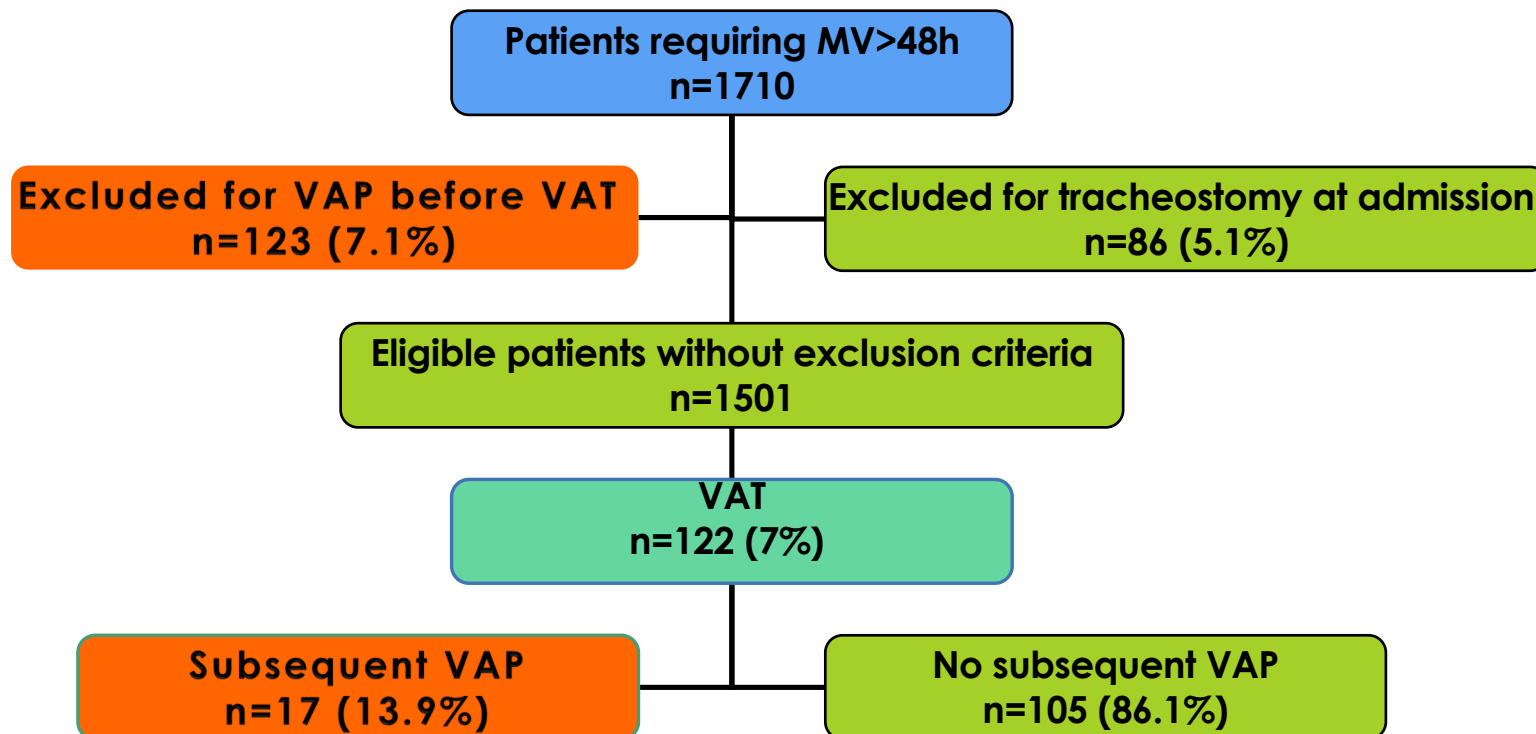 Patients requiring MV>48h
n=1710
Excluded for VAP before VAT
n=123 (7.1%)
Excluded for tracheostomy at admission
n=86 (5.1%)
Eligible patients without exclusion criteria
n=1501
VAT
n=122 (7%)
Subsequent VAP
n=17 (13.9%)
No subsequent VAP
n=105 (86.1%)